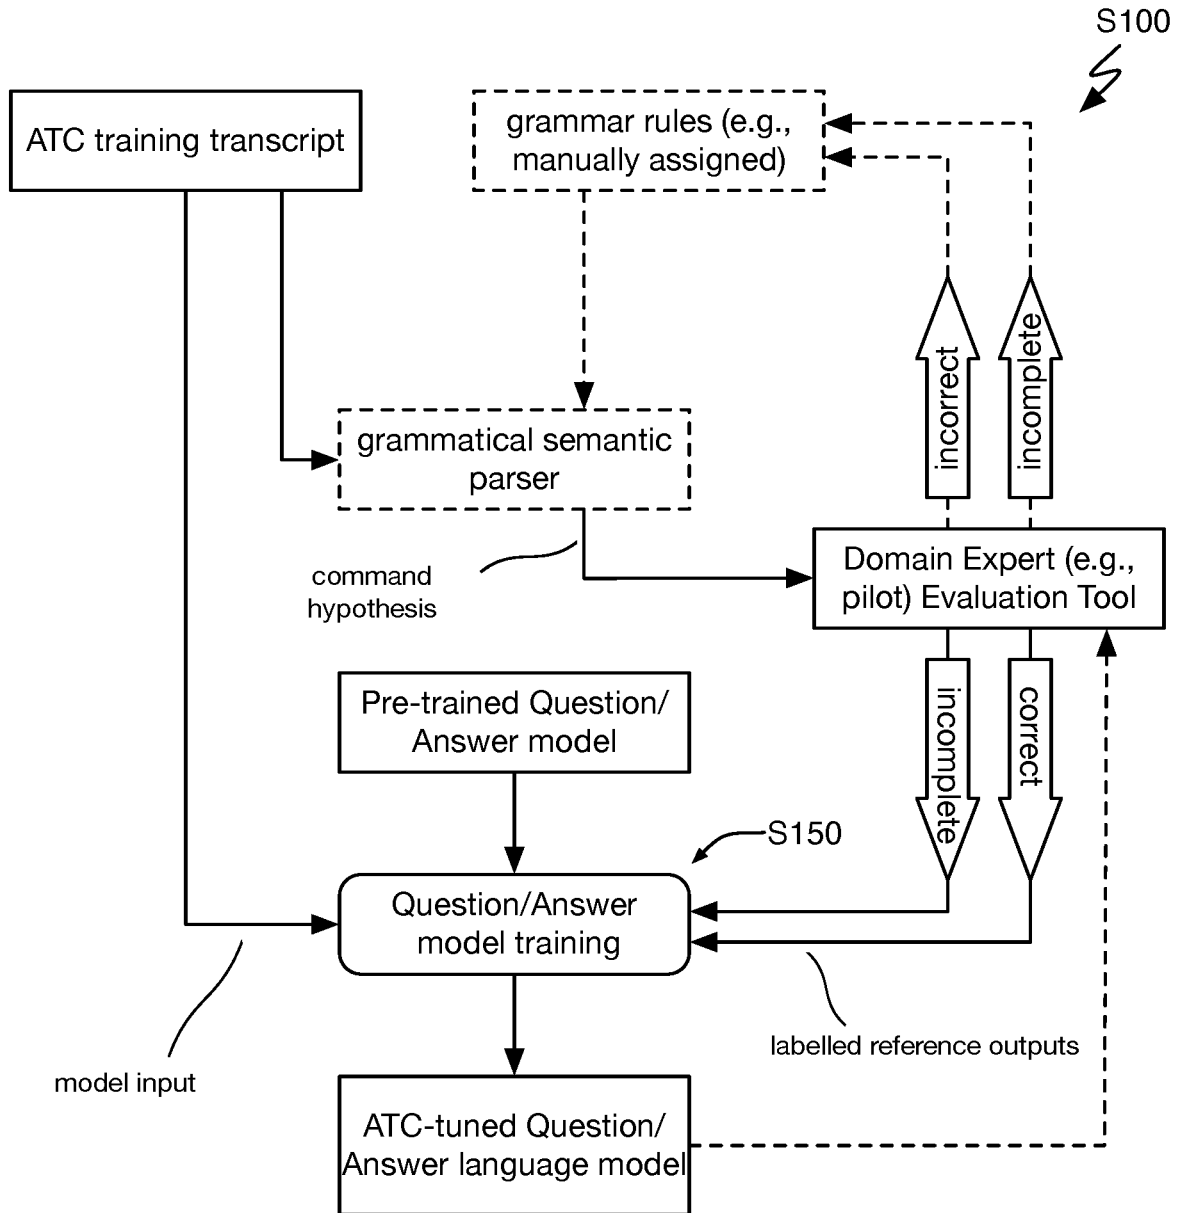 S100
ATC training transcript
grammar rules (e.g.,
manually assigned)
incorrect
incomplete
grammatical semantic
parser
command
hypothesis
Domain Expert (e.g.,
pilot) Evaluation Tool
incomplete
correct
Pre-trained Question/
Answer model
S150
Question/Answer
model training
labelled reference outputs
model input
ATC-tuned Question/
Answer language model